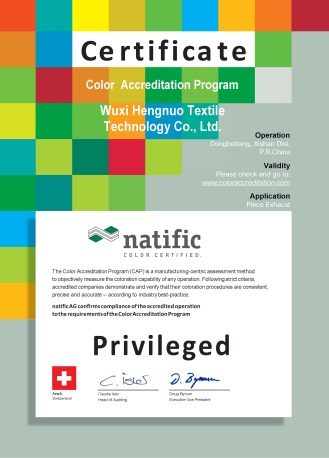 Certificate
Color Accreditation Program
Wuxi Hengnuo Textile
Technology Co., Ltd.
Operation
Dongbeitang, Xishan Dist.
P.R.China
Validity
Please check and go to:
www.coloraccreditation.com
Application
Piece Exhaust
natific
COLOR.CERTIFIED.
The Color Accreditation Program (CAP) is a manufacturing-centric assessment method
to objectively measure the coloration capability of any operation. Following strict criteria,
accredited companies demonstrate and verify that their coloration procedures are consistent,
precise and accurate – according to industry best-practice.
natific AG confirms compliance of the accredited operation
to the requirements of the Color Accreditation Program
Privileged
Claudia Isler
Head of Auditing
Doug Bynum
Executive Vice President
Switzerland